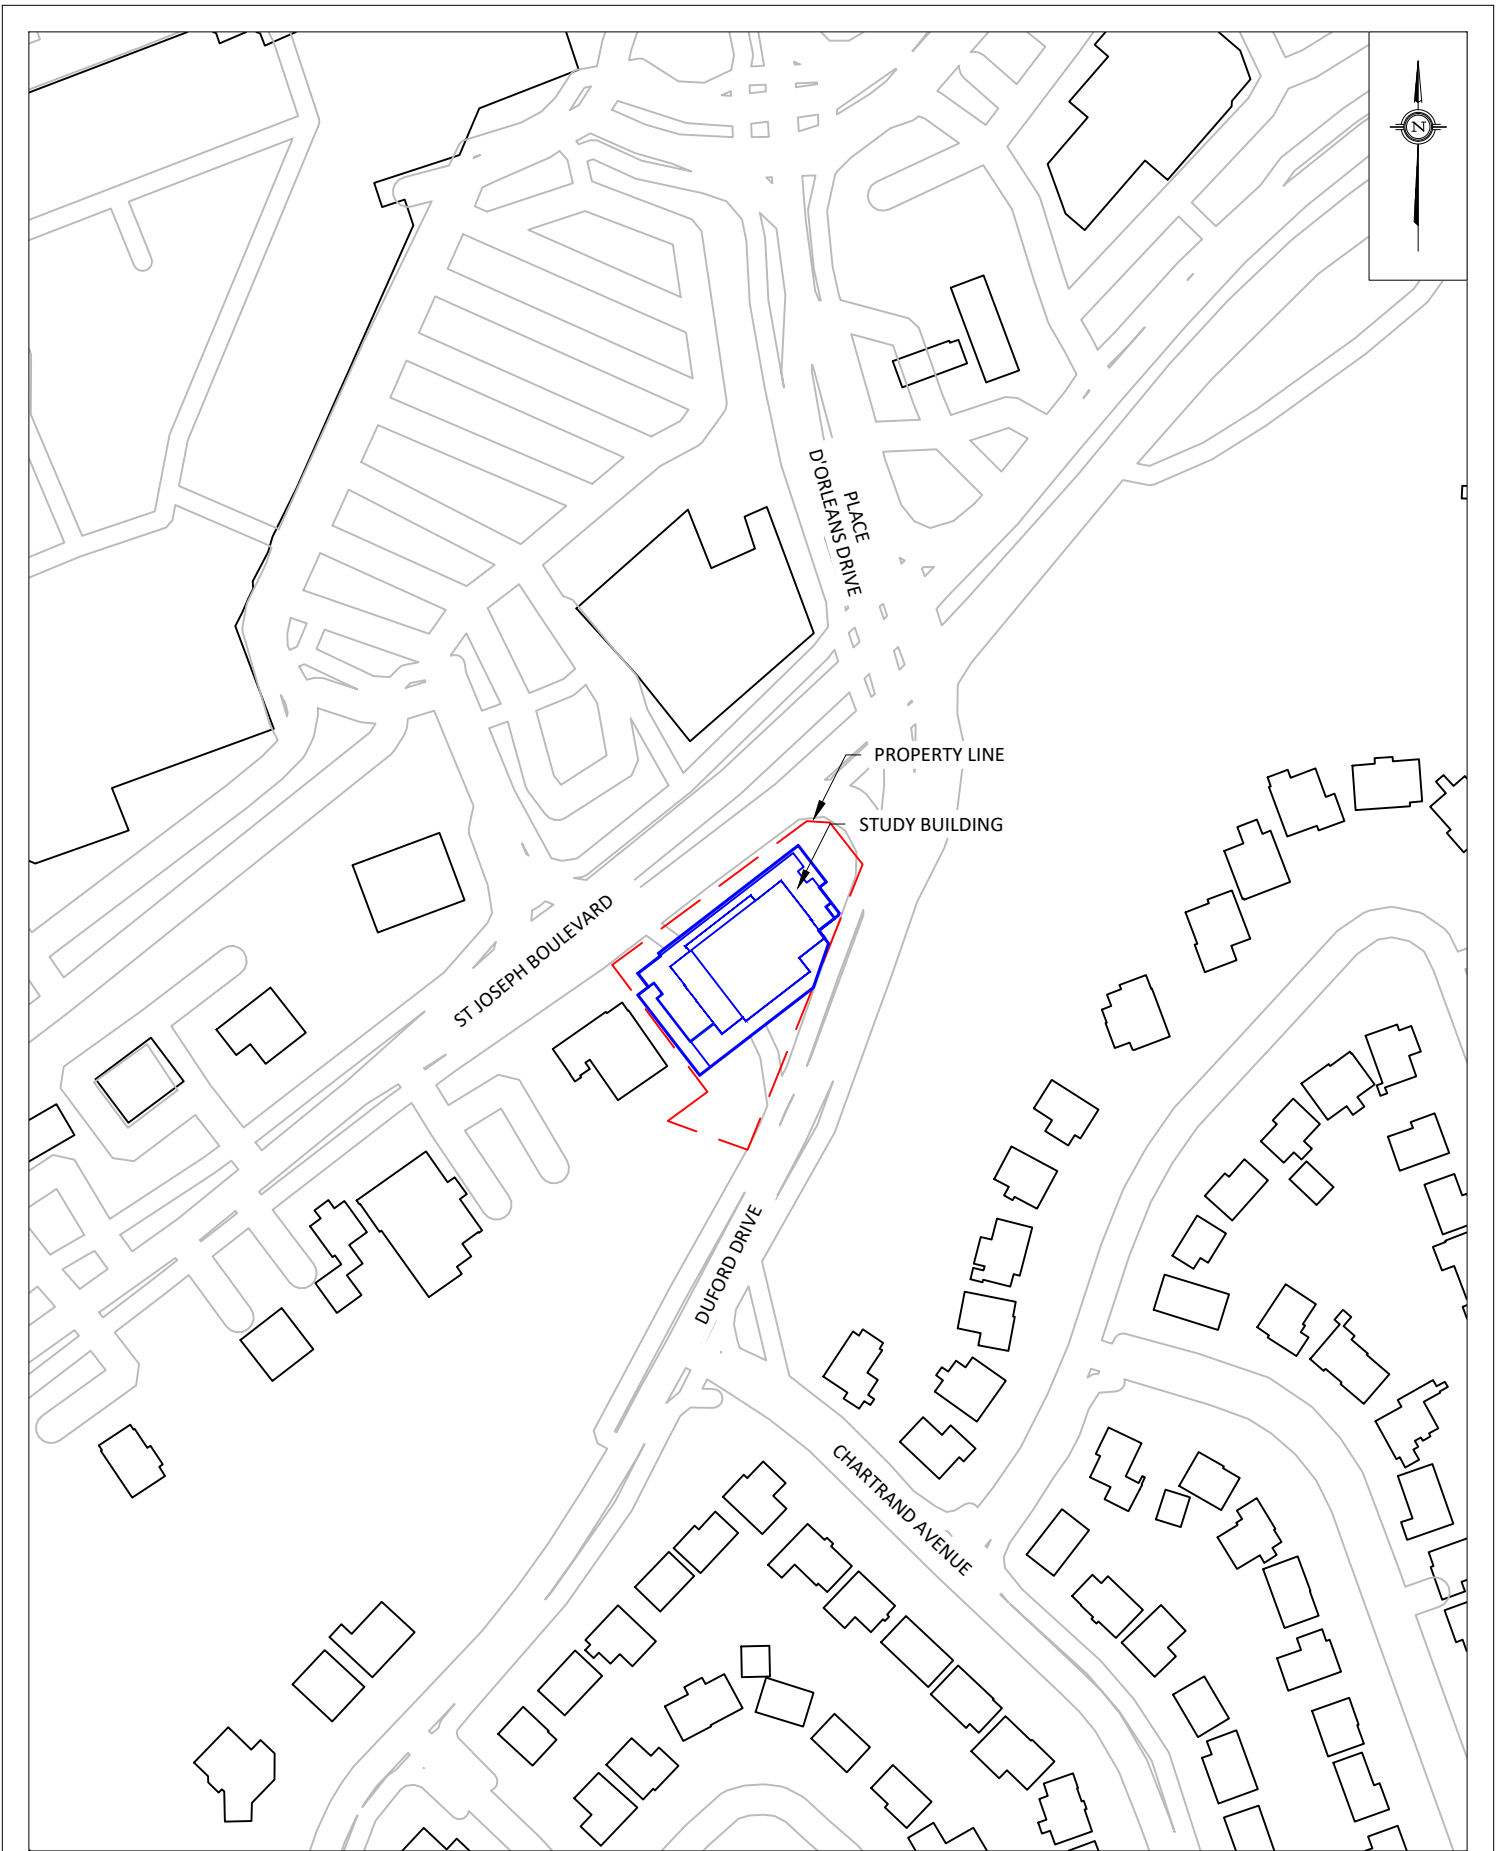 N
PLACE
D'ORLEANS DRIVE
PROPERTY LINE
STUDY BUILDING
ST JOSEPH BOULEVARD
DUFORD DRIVE
CHARTRAND AVENUE